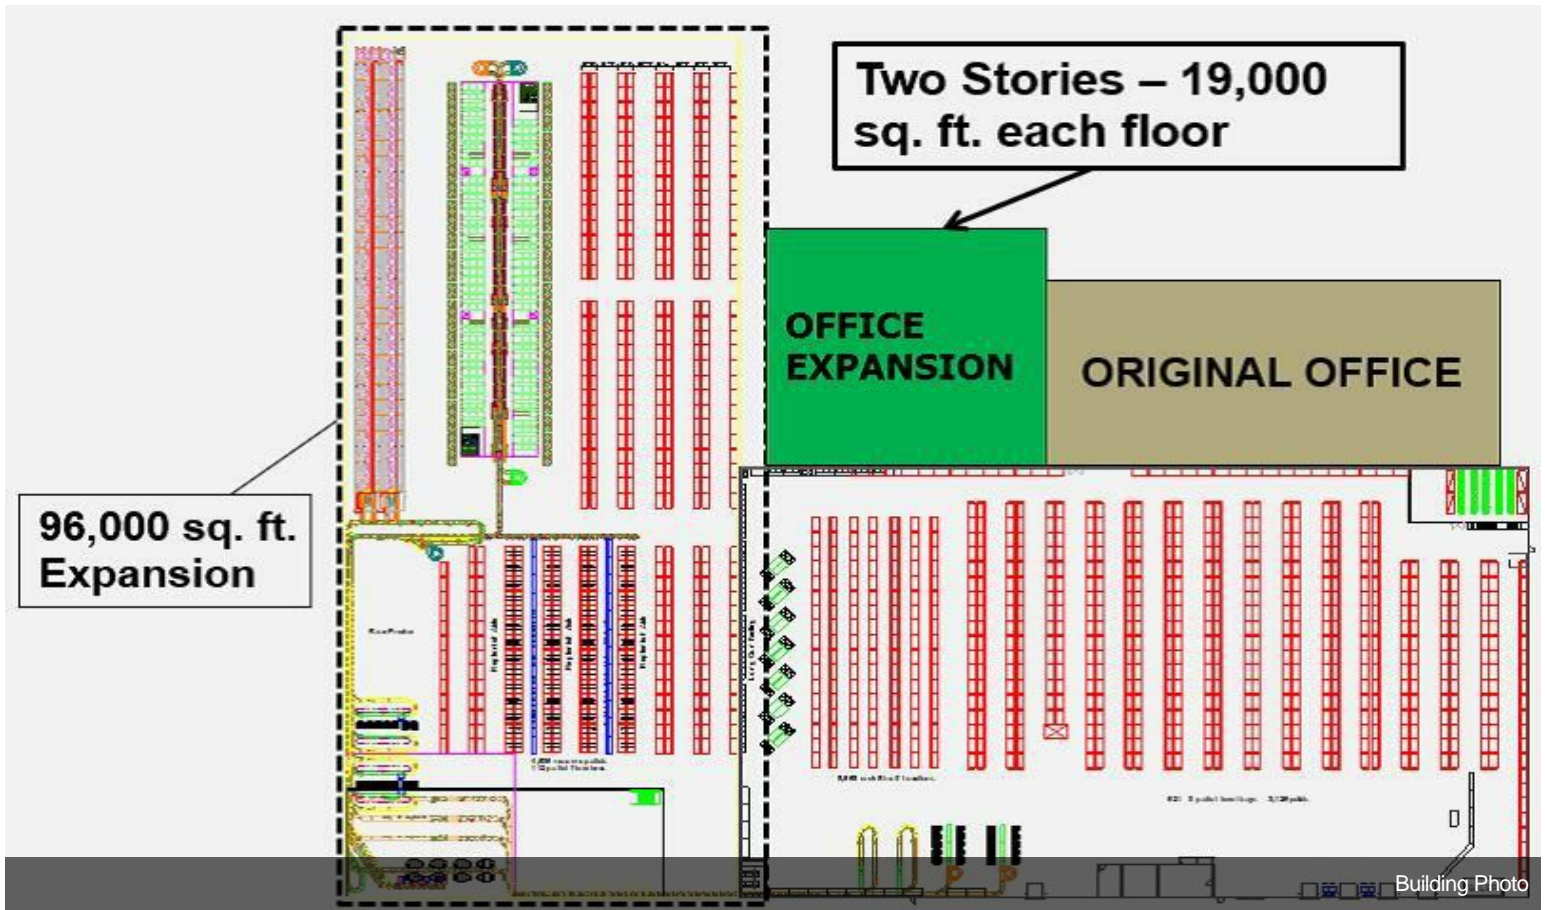 Two Stories – 19,000
sq. ft. each floor
OFFICE
EXPANSION
ORIGINAL OFFICE
96,000 sq. ft.
Expansion
Building Photo